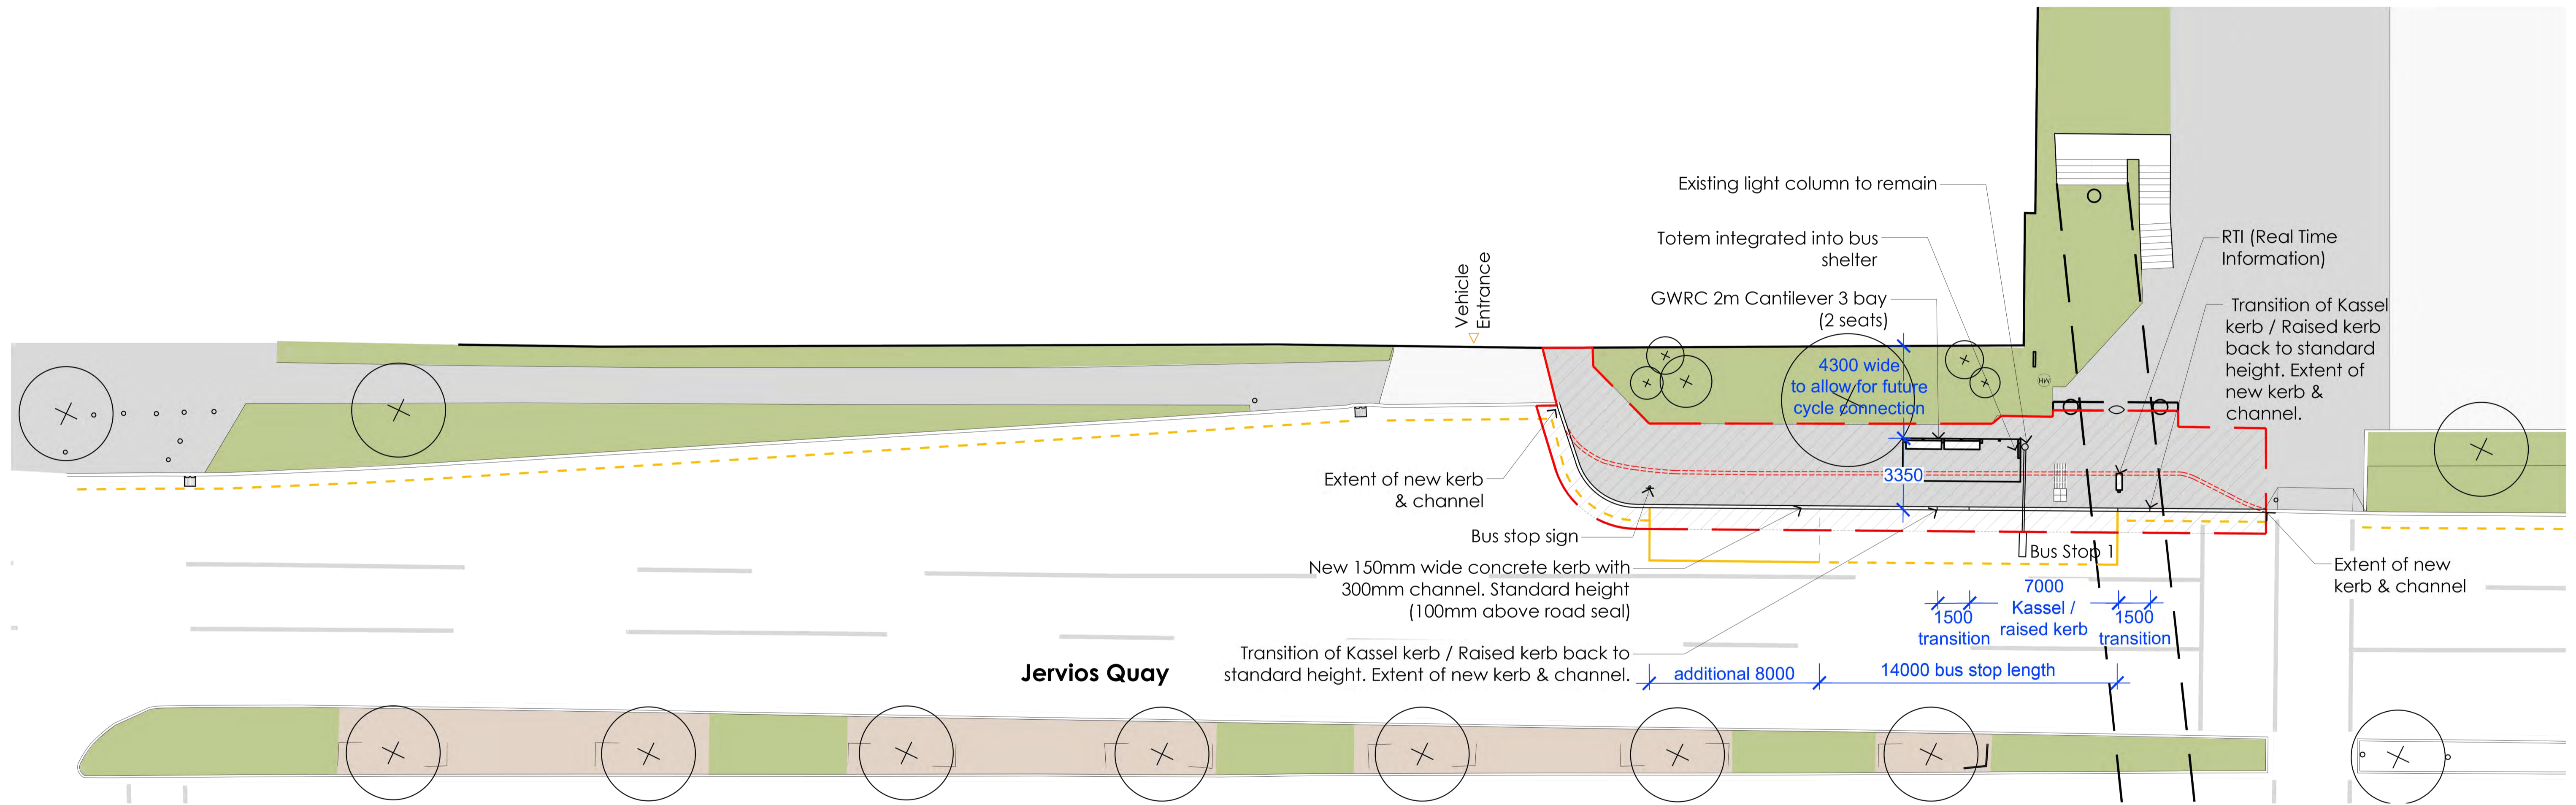 Existing light column to remain
Totem integrated into bus
shelter
GWRC 2m Cantilever 3 bay
(2 seats)
Vehicle
Entrance
RTI (Real Time
Information)
Transition of Kassel
kerb / Raised kerb
back to standard
height. Extent of
new kerb &
channel.
4300 wide
to allow for future
cycle connection
MH
3350
Extent of new kerb
& channel
Bus stop sign
New 150mm wide concrete kerb with
300mm channel. Standard height
(100mm above road seal)
Transition of Kassel kerb / Raised kerb back to
standard height. Extent of new kerb & channel.
Bus Stop 1
Extent of new
kerb & channel
1500
transition
7000
Kassel /
raised kerb
1500
transition
additional 8000
14000 bus stop length
Jervios Quay